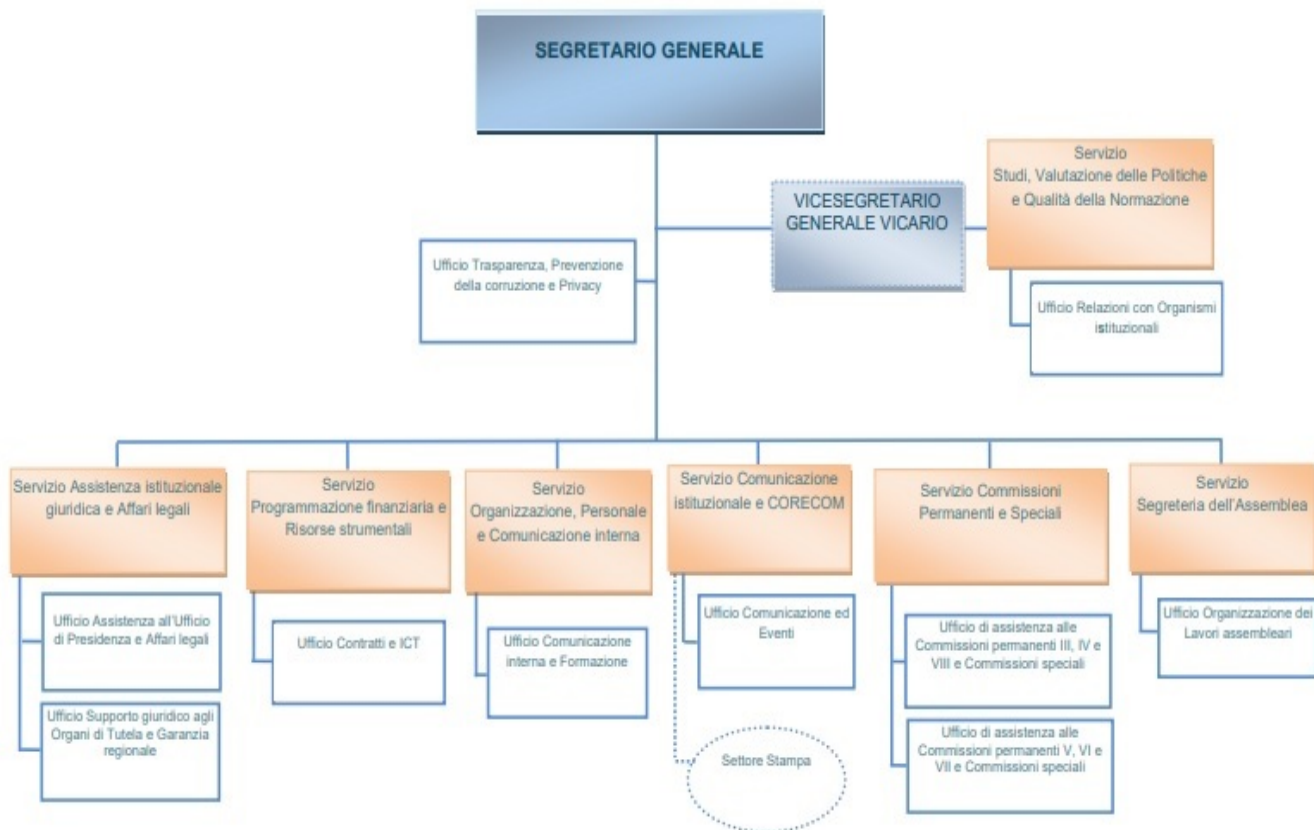 SEGRETARIO GENERALE
Servizio
Studi, Valutazione delle Politiche
e Qualità della Normazione
VICESEGRETARIO
GENERALE VICARIO
Ufficio Trasparenza, Prevenzione
della corruzione e Privacy
Ufficio Relazioni con Organismi
istituzionali
Servizio Assistenza istituzionale
giuridica e Affari legali
Servizio
Programmazione finanziaria e
Risorse strumentali
Servizio
Organizzazione, Personale
e Comunicazione interna
Servizio Comunicazione
istituzionale e CORECOM
Servizio Commissioni
Permanenti e Speciali
Servizio
Segreteria dell'Assemblea
Ufficio Assistenza all'Ufficio
di Presidenza e Affari legali
Ufficio Contratti e ICT
Ufficio Comunicazione
interna e Formazione
Ufficio Comunicazione ed
Eventi
Ufficio di assistenza alle
Commissioni permanenti III, IV e
VIII e Commissioni speciali
Ufficio Organizzazione dei
Lavori assembleari
Ufficio Supporto giuridico agli
Organi di Tutela e Garanzia
regionale
Settore Stampa
Ufficio di assistenza alle
Commissioni permanenti V, VI e
VII e Commissioni speciali